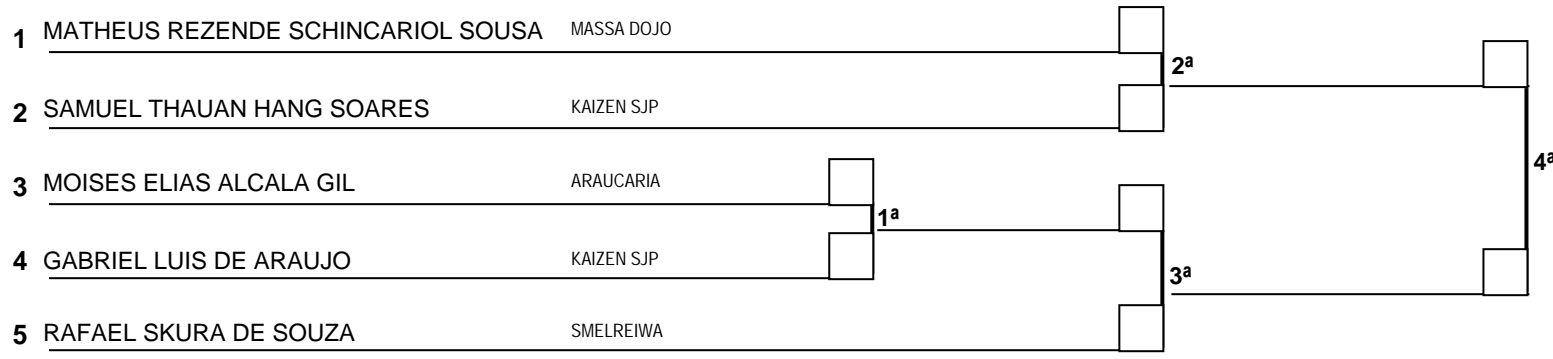 1 MATHEUS REZENDE SCHINCARIOL SOUSA MASSA DOJO
2ª
2 SAMUEL THAUAN HANG SOARES KAIZEN SJP
4ª
3 MOISES ELIAS ALCALA GIL ARAUCARIA
1ª
4 GABRIEL LUIS DE ARAUJO KAIZEN SJP
3ª
5 RAFAEL SKURA DE SOUZA SMELREIWA